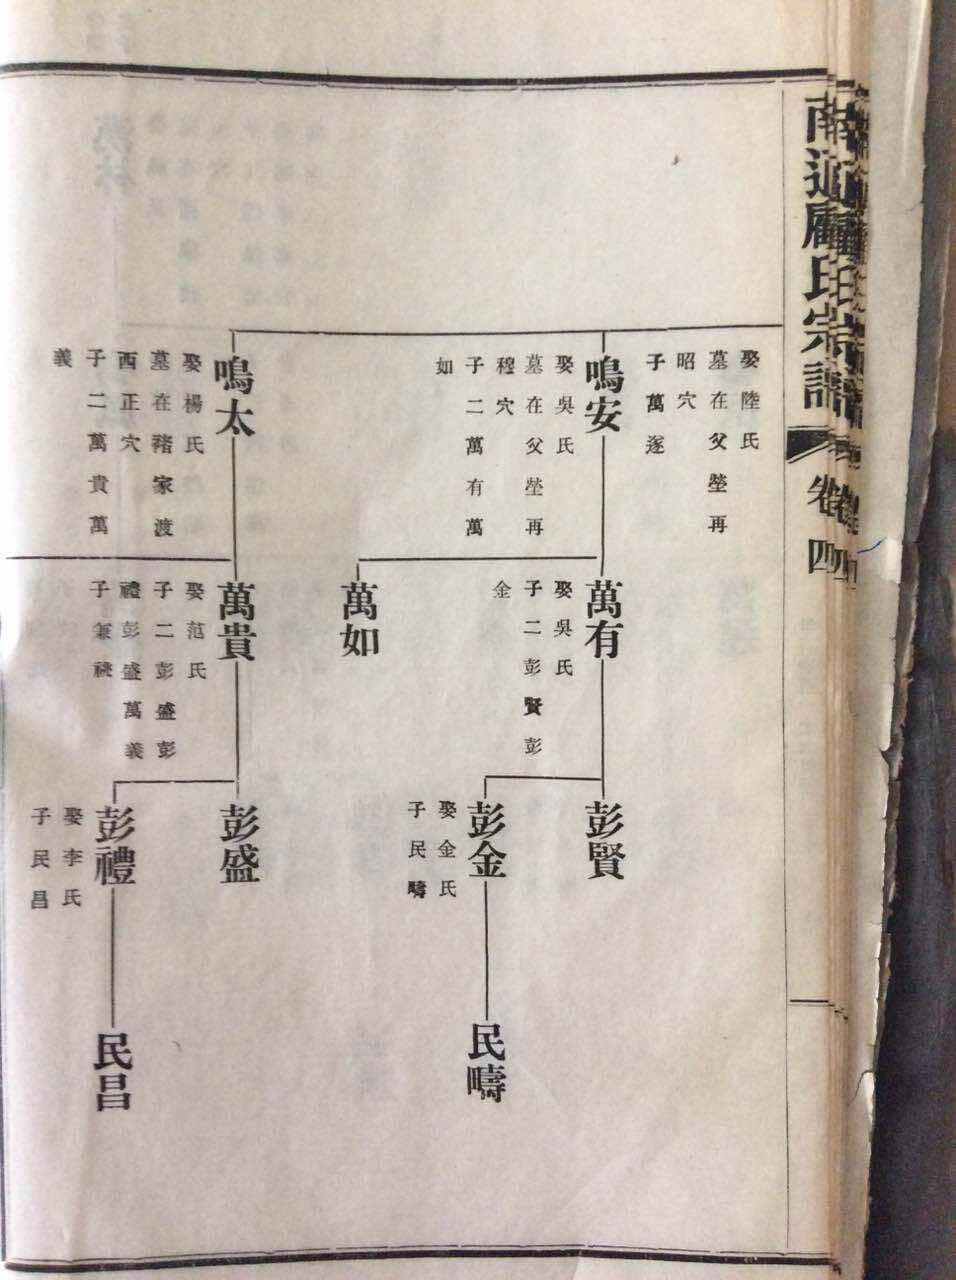 南通顧氏宗譜
卷四
娶陸氏
墓在父塋再
昭穴
子萬遂
鳴安
娶吳氏
墓在父塋再
穆穴
子二萬有萬
如
鳴太
娶楊氏
墓在豬家渡
西正穴
子二萬貴萬
義
萬有
娶吳氏
子二彭賢彭
金
萬如
萬貴
娶范氏
子二彭盛彭
禮彭盛萬義
子兼祧
彭賢
彭金
娶金氏
子民疇
彭盛
彭禮
娶李氏
子民昌
民疇
民昌